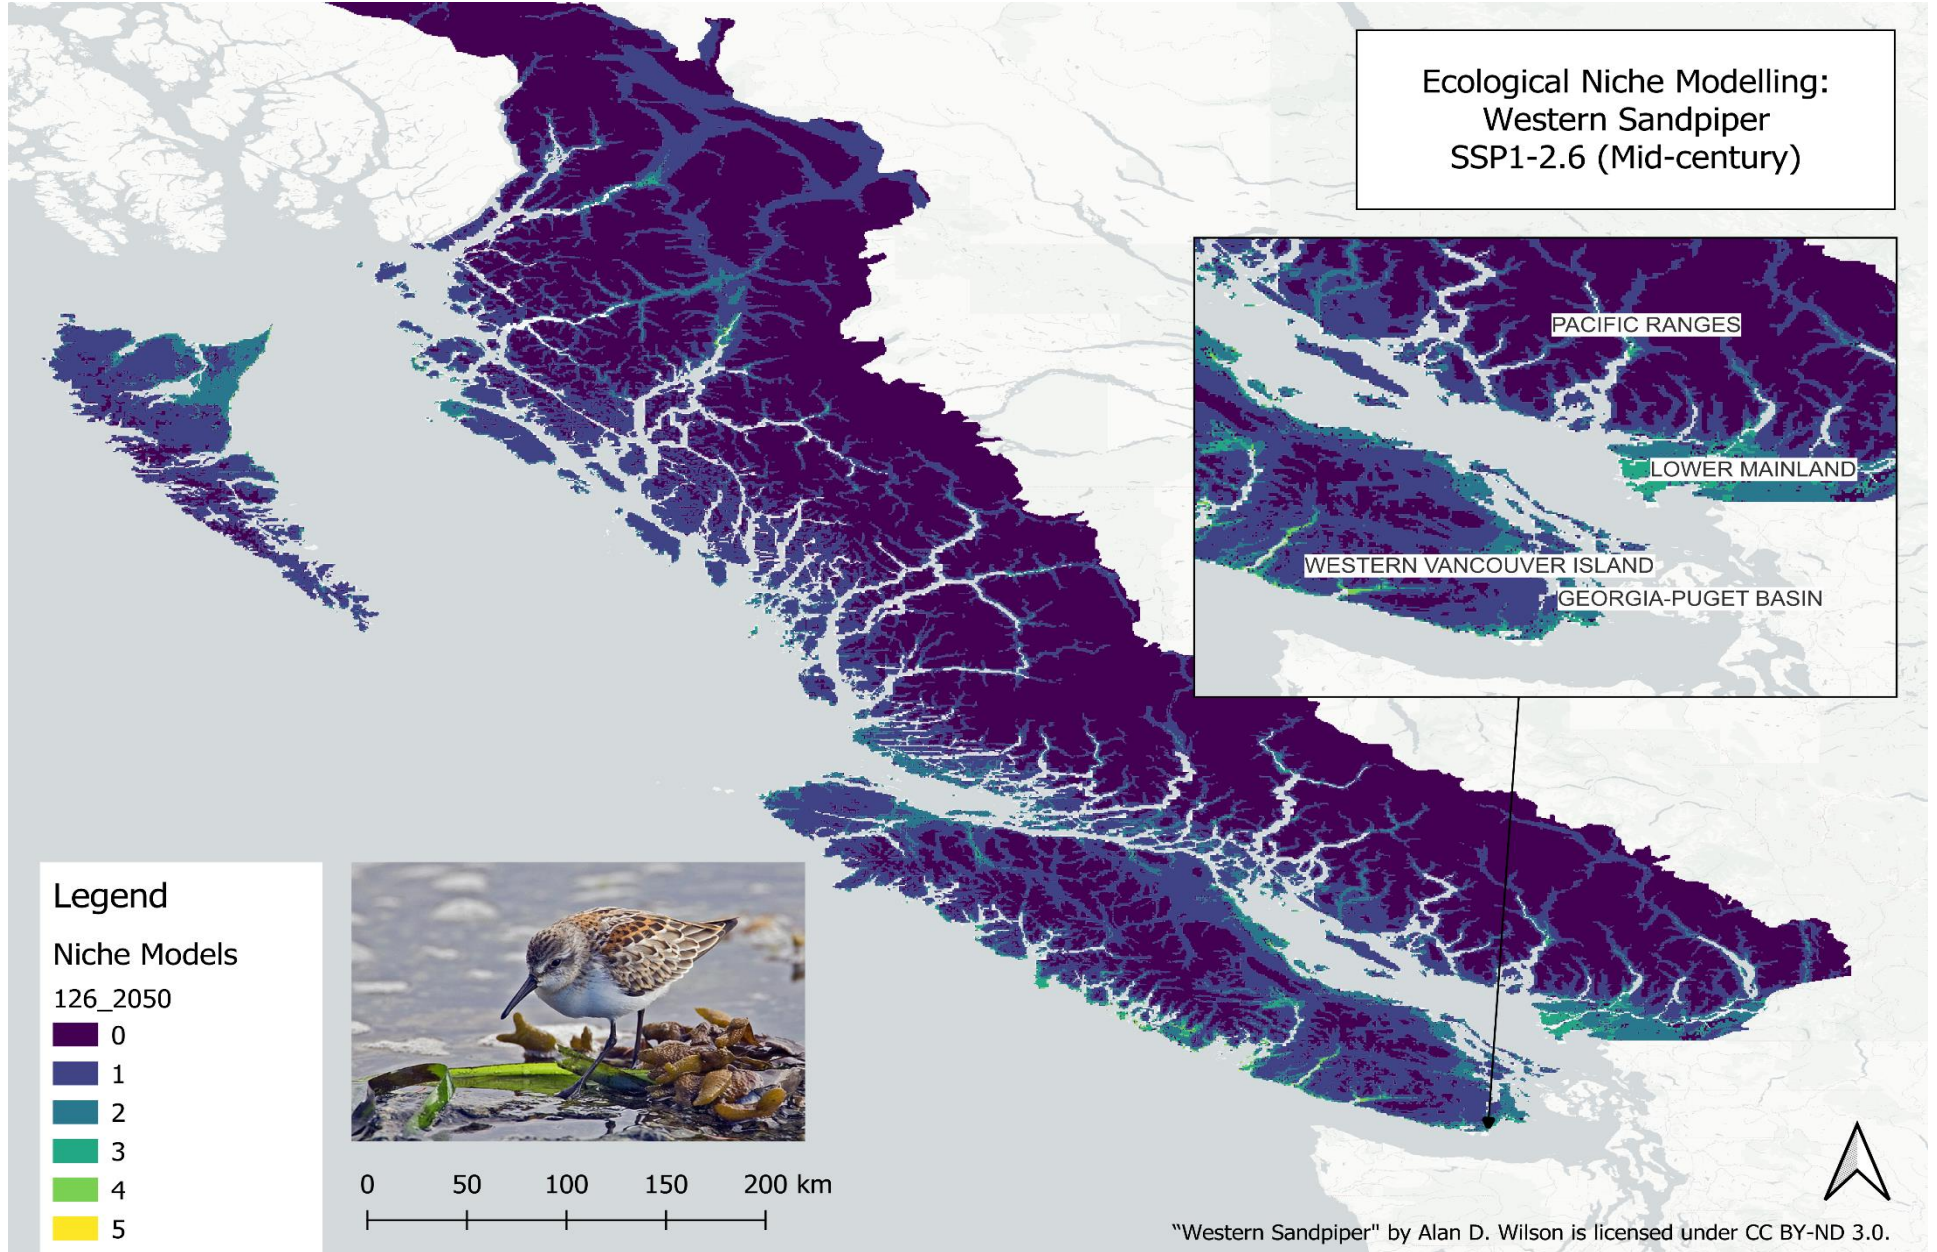 Ecological Niche Modelling:
Western Sandpiper
SSP1-2.6 (Mid-century)
PACIFIC RANGES
LOWER MAINLAND
WESTERN VANCOUVER ISLAND
GEORGIA-PUGET BASIN
Legend
Niche Models
126_2050
0
1
2
3
4
5
0 50 100 150 200 km
“Western Sandpiper" by Alan D. Wilson is licensed under CC BY-ND 3.0.